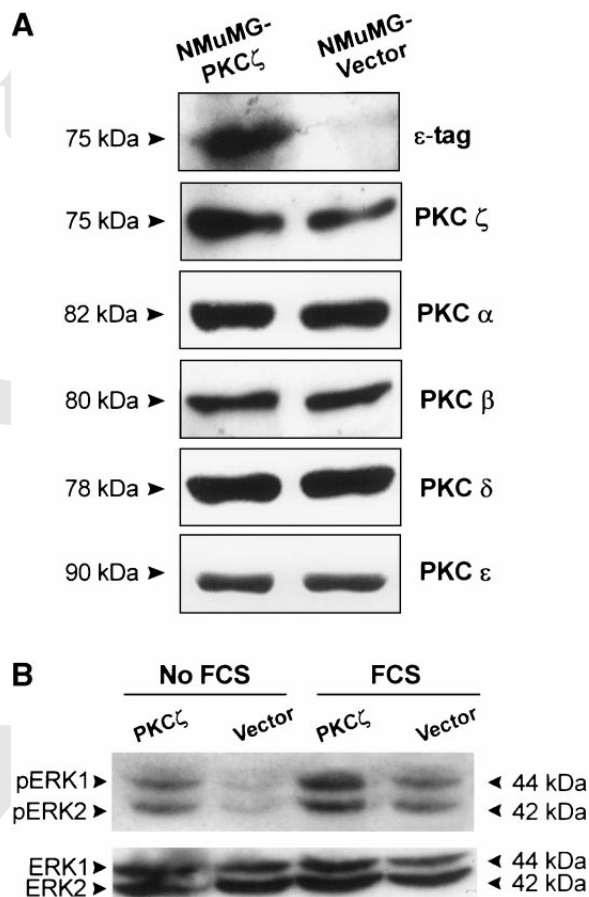 A
NMuMG-
PKCζ
NMuMG-
Vector
75 kDa ➤ ε-tag
75 kDa ➤ PKC ζ
82 kDa ➤ PKC α
80 kDa ➤ PKC β
78 kDa ➤ PKC δ
90 kDa ➤ PKC ε
B
No FCS FCS
PKCζ Vector PKCζ Vector
pERK1➤ ◄ 44 kDa
pERK2➤ ◄ 42 kDa
ERK1➤ ◄ 44 kDa
ERK2➤ ◄ 42 kDa